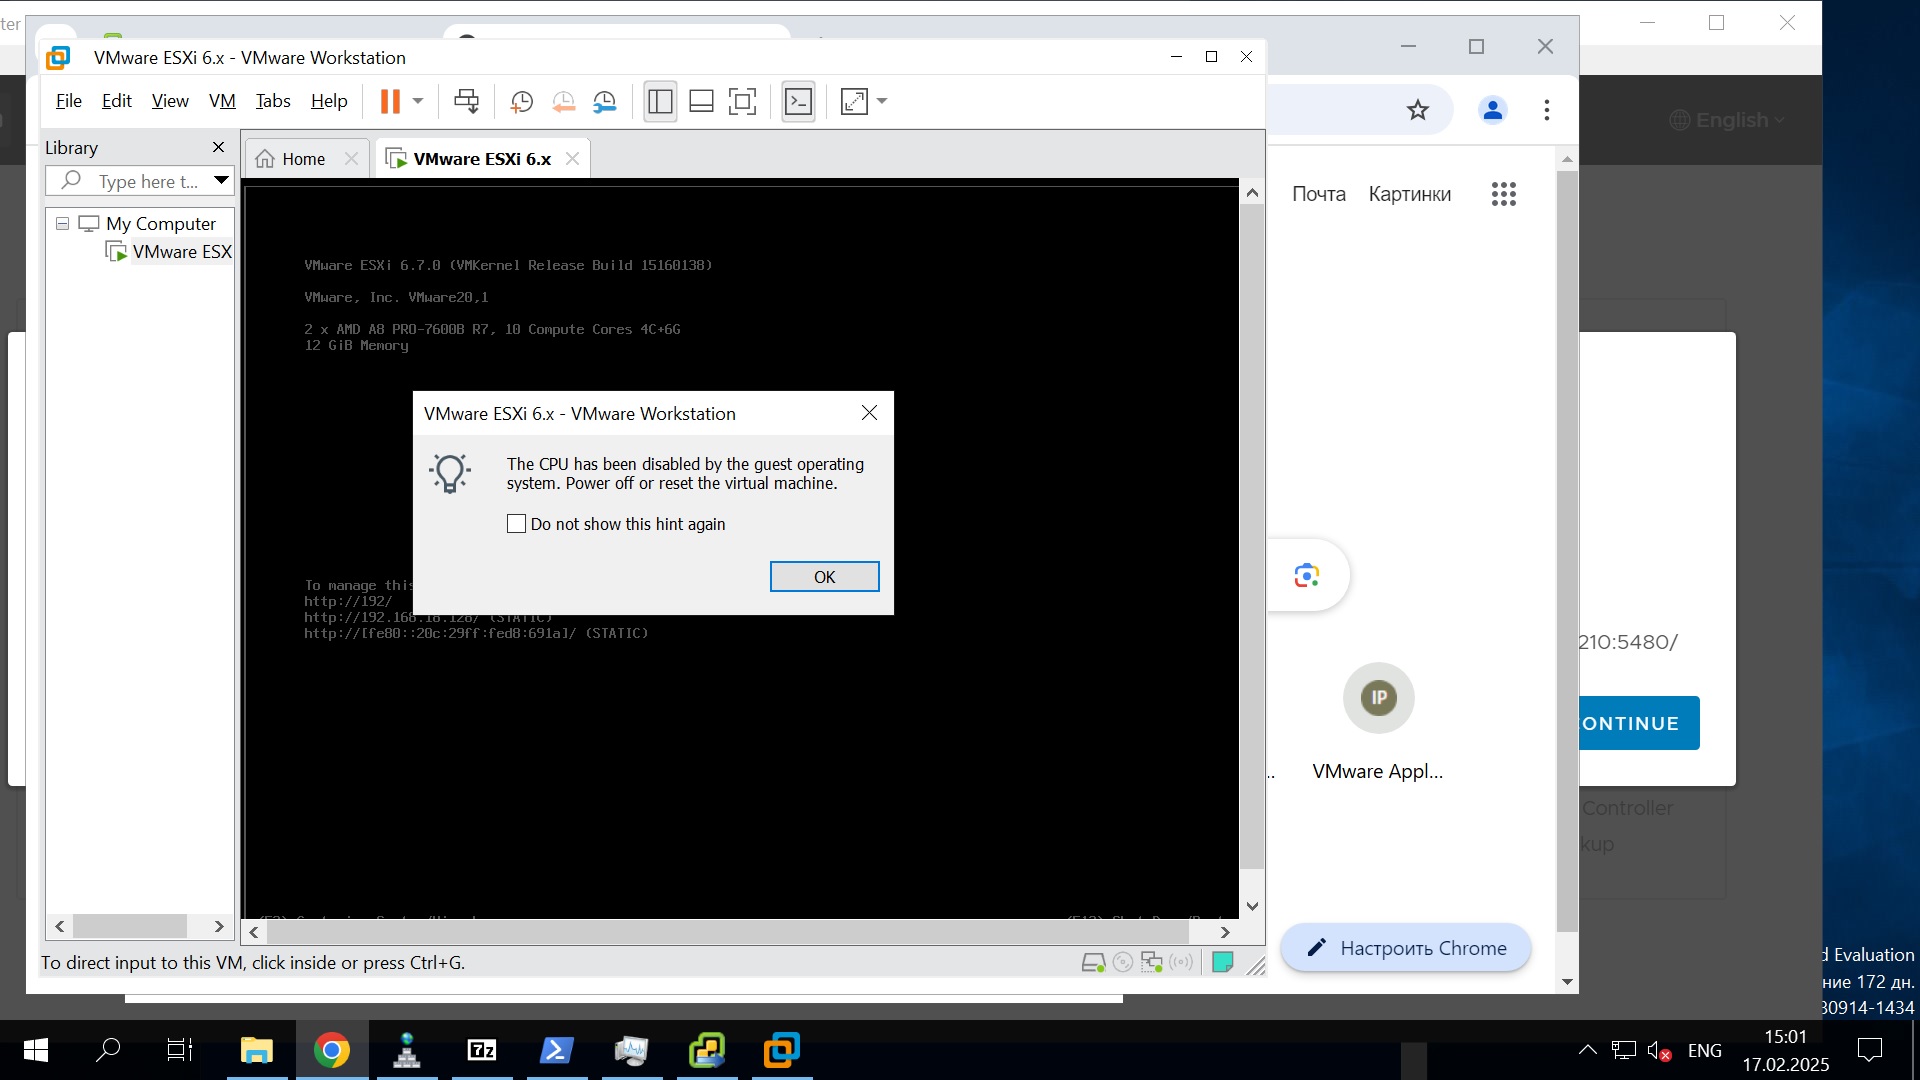 ter
VMware ESXi 6.x - VMware Workstation
File Edit View VM Tabs Help
English
Library
Home
VMware ESXi 6.x
Type here t...
Почта Картинки
My Computer
VMware ESX
VMware ESXi 6.7.0 (VMKernel Release Build 15160138)
VMware, Inc. VMware20,1
2 x AMD A8 PRO-7600B R7, 10 Compute Cores 4C+6G
12 GiB Memory
VMware ESXi 6.x - VMware Workstation
The CPU has been disabled by the guest operating
system. Power off or reset the virtual machine.
Do not show this hint again
OK
To manage this
http://192/
http://192.168.18.128/ (STATIC)
http://[fe80::20c:29ff:fed8:691a]/ (STATIC)
210:5480/
IP
CONTINUE
...
VMware Appl...
Controller
kup
Настроить Chrome
To direct input to this VM, click inside or press Ctrl+G.
d Evaluation
ние 172 дн.
30914-1434
7z
ENG
15:01
17.02.2025